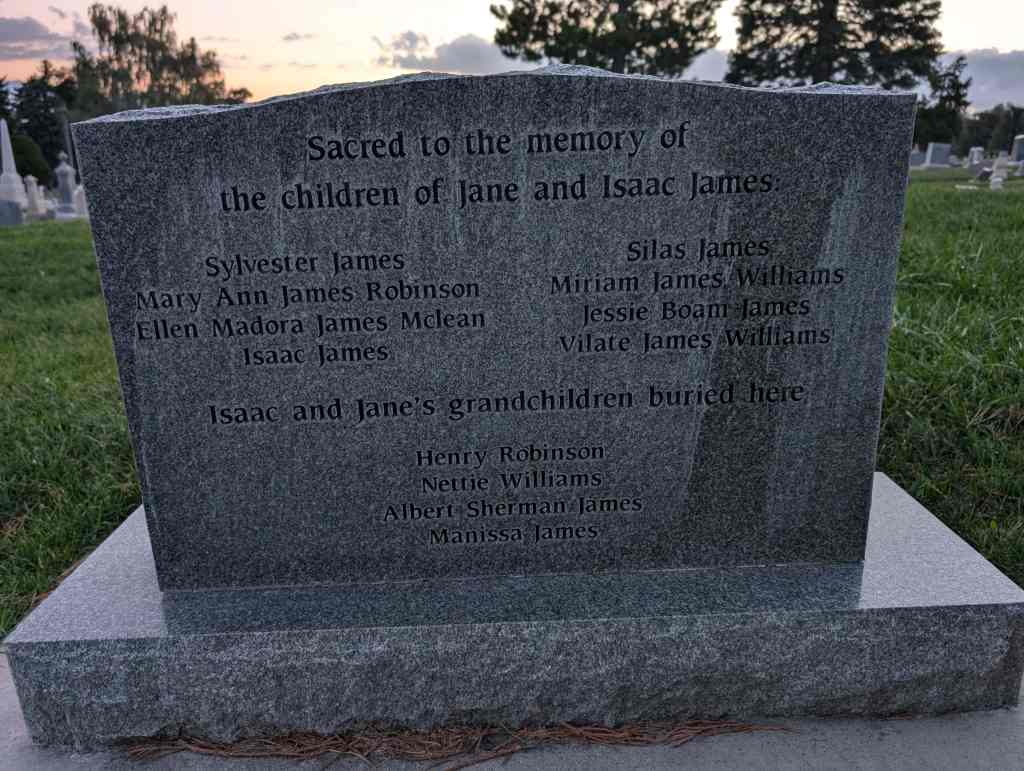 Sacred to the memory of
the children of Jane and Isaac James:
Sylvester James
Mary Ann James Robinson
Ellen Madora James Mclean
Isaac James
Silas James
Miriam James Williams
Jessie Boam James
Vilate James Williams
Isaac and Jane's grandchildren buried here
Henry Robinson
Nettie Williams
Albert Sherman James
Manissa James